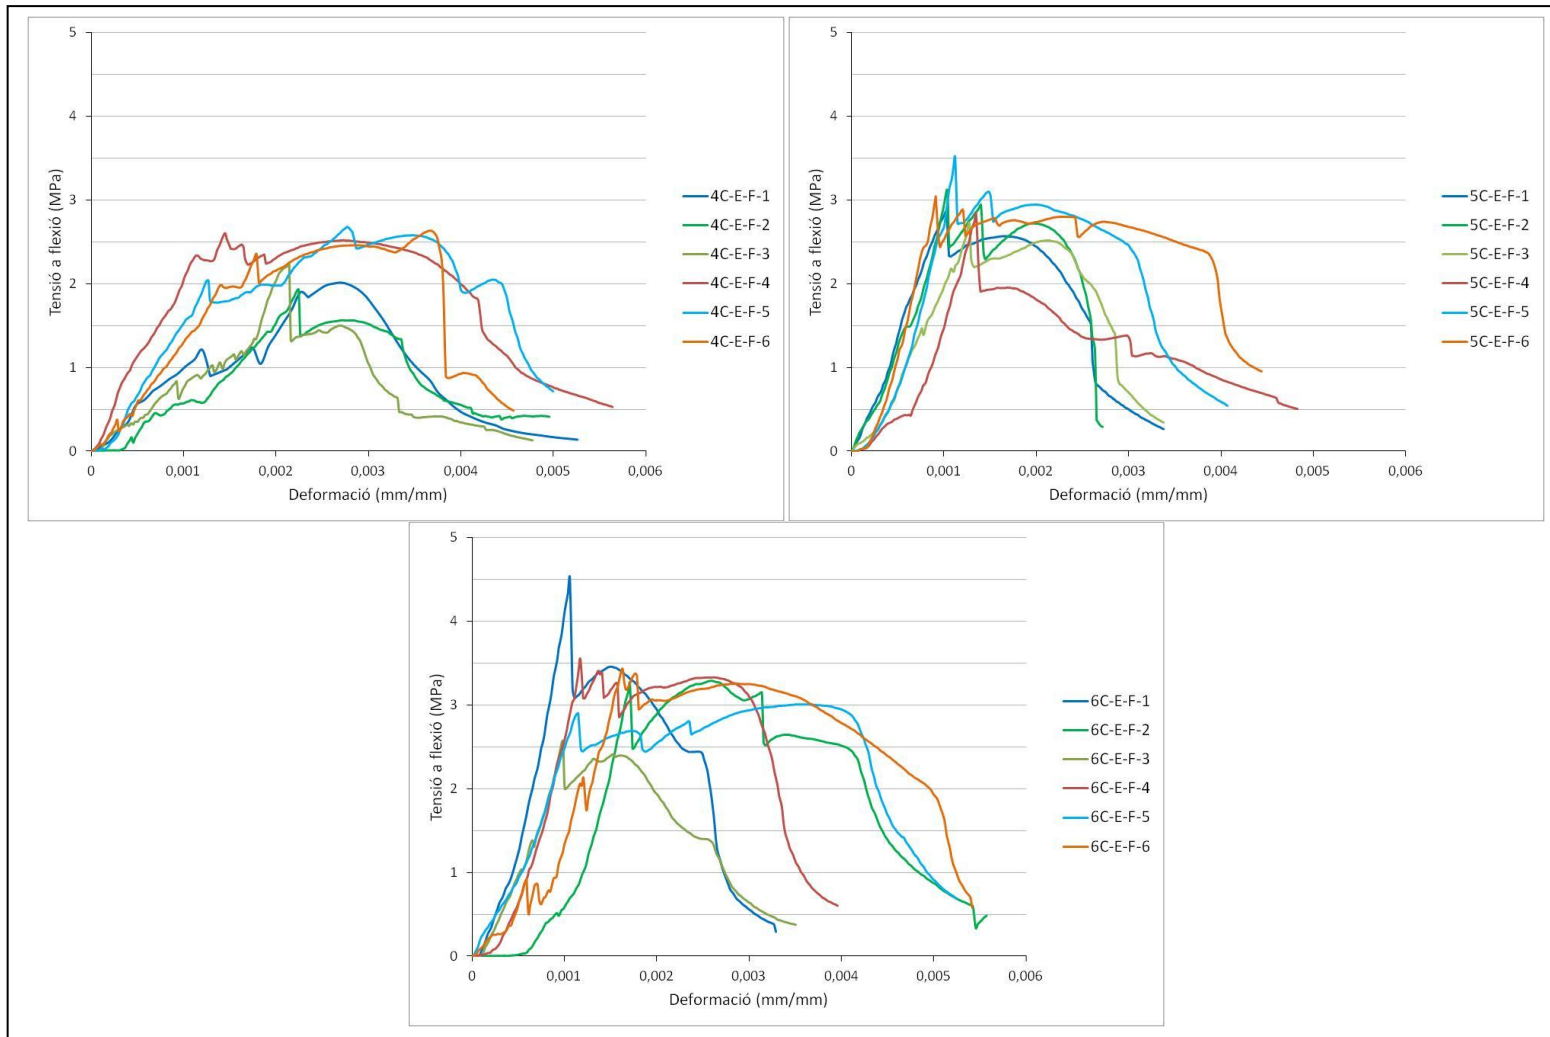 5
4
3
2
1
0
Tensió a flexió (MPa)
0 0,001 0,002 0,003 0,004 0,005 0,006
Deformació (mm/mm)
4C-E-F-1
4C-E-F-2
4C-E-F-3
4C-E-F-4
4C-E-F-5
4C-E-F-6
5
4
3
2
1
0
Tensió a flexió (MPa)
0 0,001 0,002 0,003 0,004 0,005 0,006
Deformació (mm/mm)
5C-E-F-1
5C-E-F-2
5C-E-F-3
5C-E-F-4
5C-E-F-5
5C-E-F-6
5
4
3
2
1
0
Tensió a flexió (MPa)
0 0,001 0,002 0,003 0,004 0,005 0,006
Deformació (mm/mm)
6C-E-F-1
6C-E-F-2
6C-E-F-3
6C-E-F-4
6C-E-F-5
6C-E-F-6